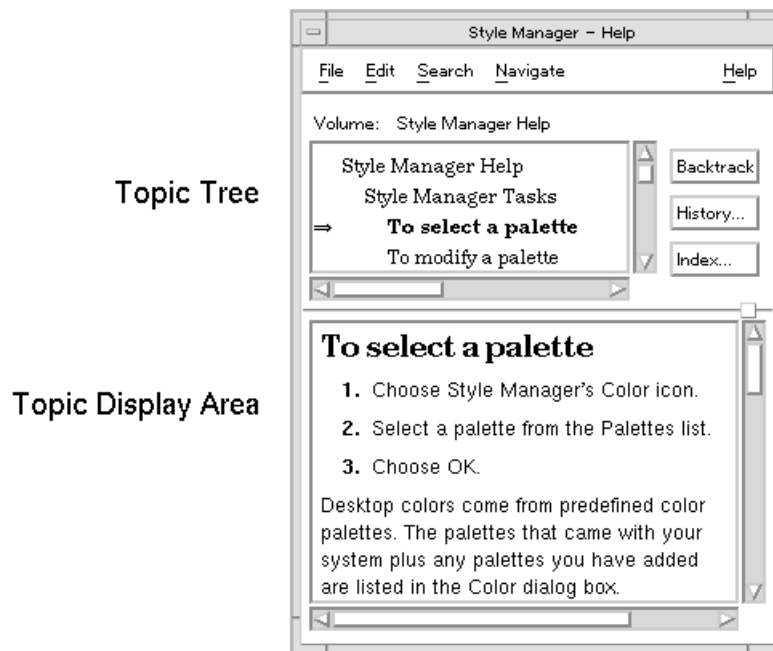 Style Manager – Help
File Edit Search Navigate Help
Volume: Style Manager Help
Topic Tree
Style Manager Help
Style Manager Tasks
⇒ To select a palette
To modify a palette
Backtrack
History...
Index...
Topic Display Area
To select a palette
1. Choose Style Manager's Color icon.
2. Select a palette from the Palettes list.
3. Choose OK.
Desktop colors come from predefined color
palettes. The palettes that came with your
system plus any palettes you have added
are listed in the Color dialog box.